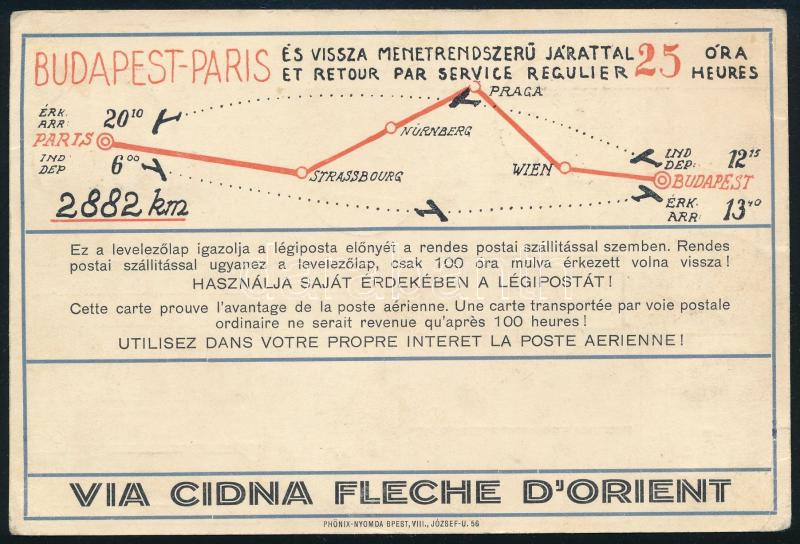 BUDAPEST-PARIS
ÉS VISSZA MENETRENDSZERŰ JÁRATTAL 25 ÓRA
ET RETOUR PAR SERVICE REGULIER HEURES
PRAGA
ÉRK.
ARR: 20¹⁰
PARIS
IND
DEP 6⁰⁰
2882 km
NÜRNBERG
STRASSBOURG
WIEN
IND
DEP: 12¹⁵
BUDAPEST
ÉRK.
ARR: 13⁴⁰
Ez a levelezőlap igazolja a légiposta előnyét a rendes postai szállitással szemben. Rendes
postai szállitással ugyanez a levelezőlap, csak 100 óra mulva érkezett volna vissza!
HASZNÁLJA SAJÁT ÉRDEKÉBEN A LÉGIPOSTÁT!
Cette carte prouve l'avantage de la poste aérienne. Une carte transportée par voie postale
ordinaire ne serait revenue qu'après 100 heures!
UTILISEZ DANS VOTRE PROPRE INTERET LA POSTE AERIENNE!
VIA CIDNA FLECHE D'ORIENT
PHÖNIX-NYOMDA BPEST, VIII., JÓZSEF-U. 56